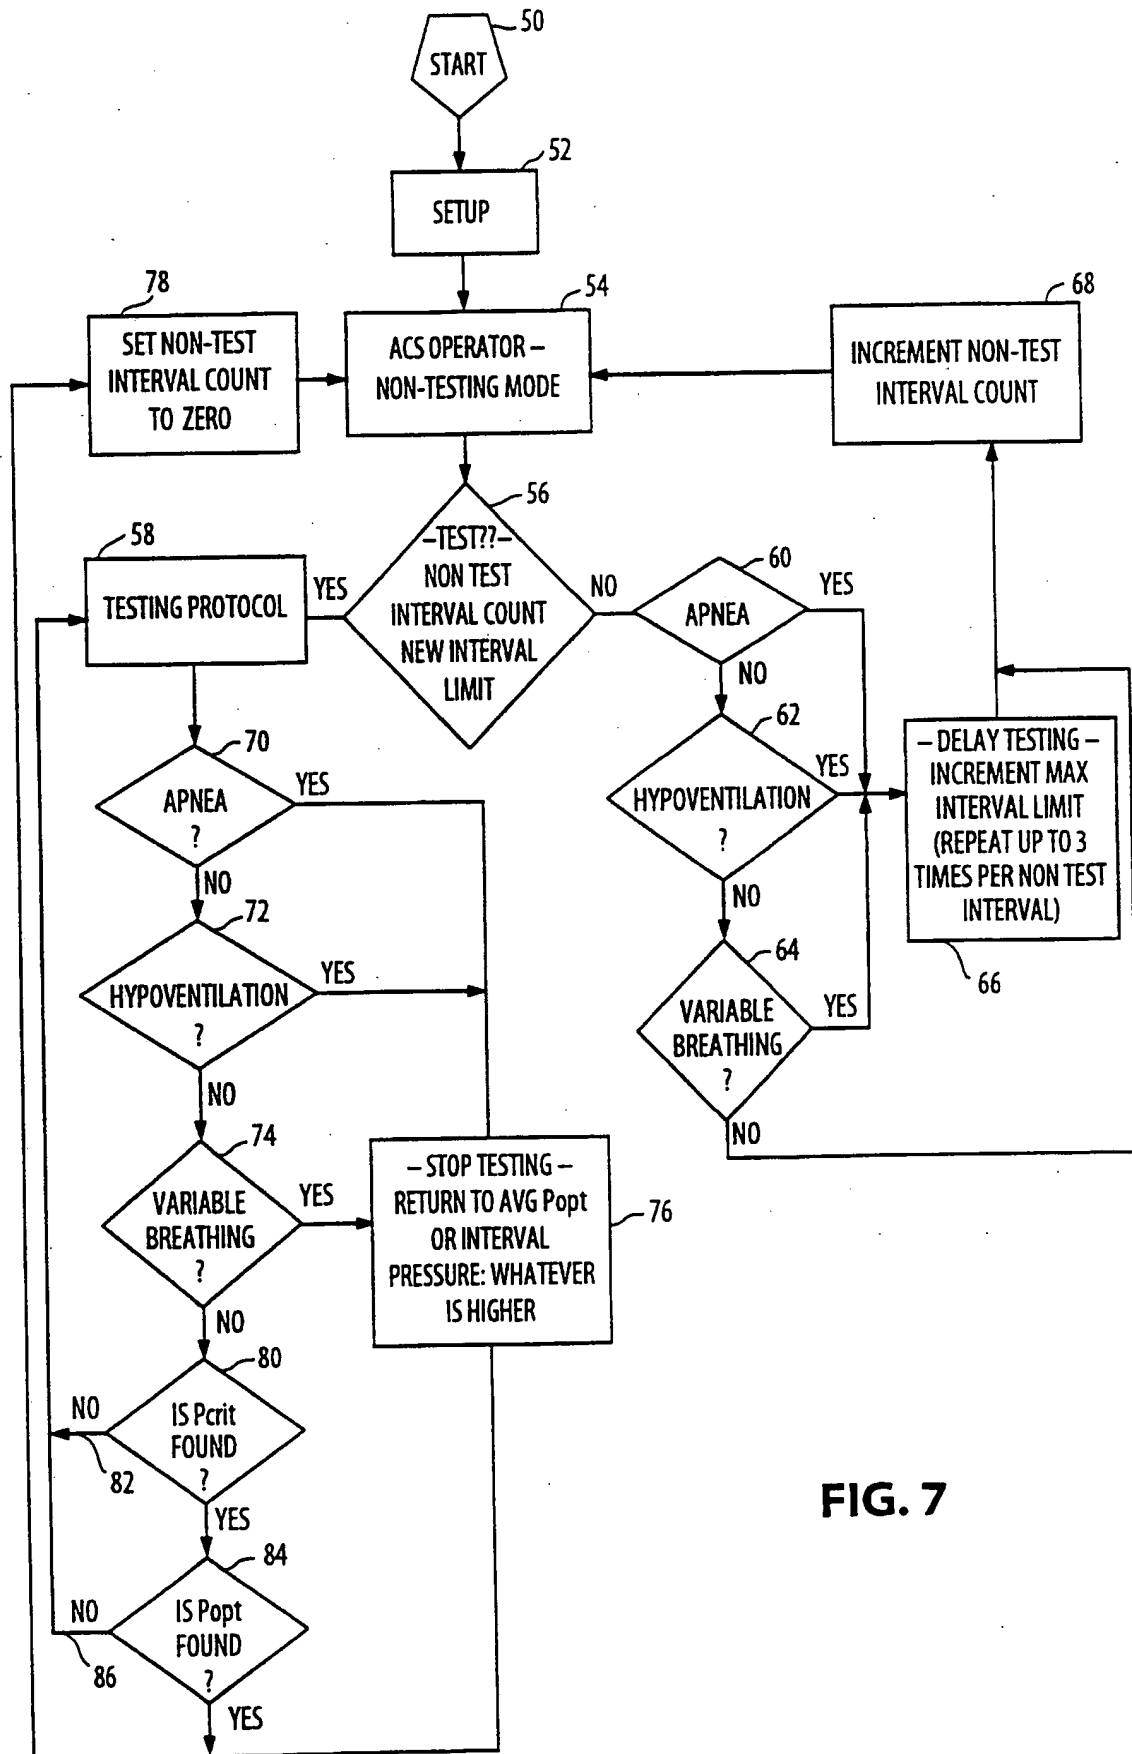 50
START
52
SETUP
78
SET NON-TEST
INTERVAL COUNT
TO ZERO
54
ACS OPERATOR –
NON-TESTING MODE
68
INCREMENT NON-TEST
INTERVAL COUNT
56
–TEST??–
NON TEST
INTERVAL COUNT
NEW INTERVAL
LIMIT
YES
NO
58
TESTING PROTOCOL
60
APNEA
YES
NO
62
HYPOVENTILATION
?
YES
NO
64
VARIABLE
BREATHING
?
YES
NO
– DELAY TESTING –
INCREMENT MAX
INTERVAL LIMIT
(REPEAT UP TO 3
TIMES PER NON TEST
INTERVAL)
66
70
APNEA
?
YES
NO
72
HYPOVENTILATION
?
YES
NO
74
VARIABLE
BREATHING
?
YES
NO
– STOP TESTING –
RETURN TO AVG Popt
OR INTERVAL
PRESSURE: WHATEVER
IS HIGHER
76
80
IS Pcrit
FOUND
?
NO
82
YES
84
IS Popt
FOUND
?
NO
86
YES
FIG. 7